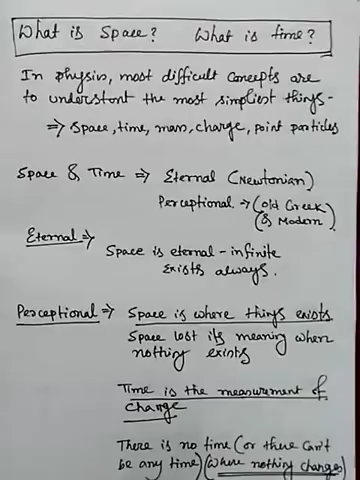 What is Space? What is time?
In physics, most difficult concepts are
to understont the most simpliest things -
⇒ Space, time, mass, charge, point particles
Space & Time ⇒ Eternal (Newtonian)
Perceptional → (Old Greek
& Modern)
Eternal ⇒
Space is eternal - infinite
exists always.
Perceptional ⇒ Space is where things exists
Space lost its meaning when
nothing exists
Time is the measurement of
change
There is no time (or there can't
be any time) (where nothing changes)